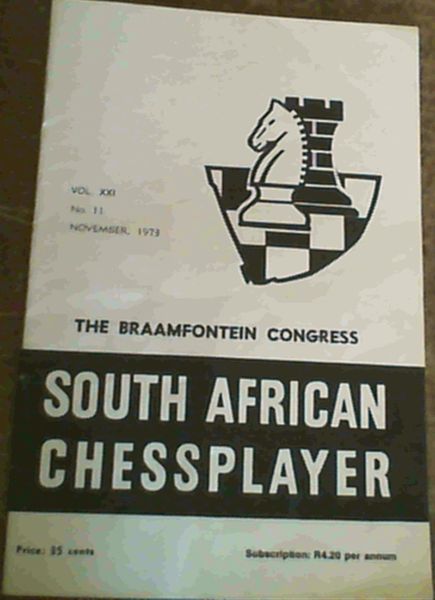 VOL. XXI
No. 11
NOVEMBER, 1973
THE BRAAMFONTEIN CONGRESS
SOUTH AFRICAN
CHESSPLAYER
Price: 35 cents
Subscription: R4.20 per annum